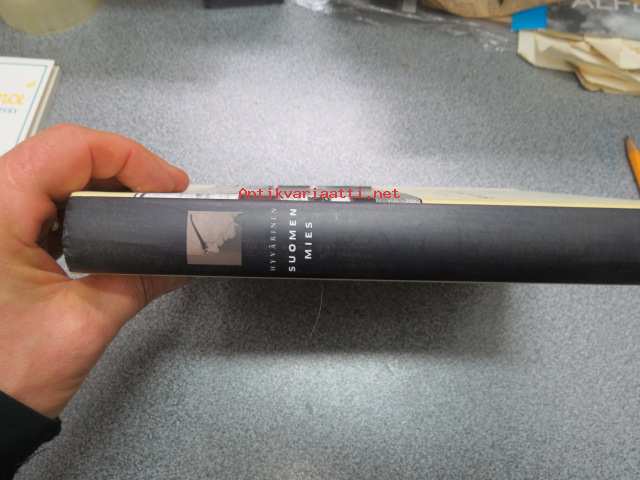 Antikvariaatti.net
HYVÄRINEN
SUOMEN
MIES